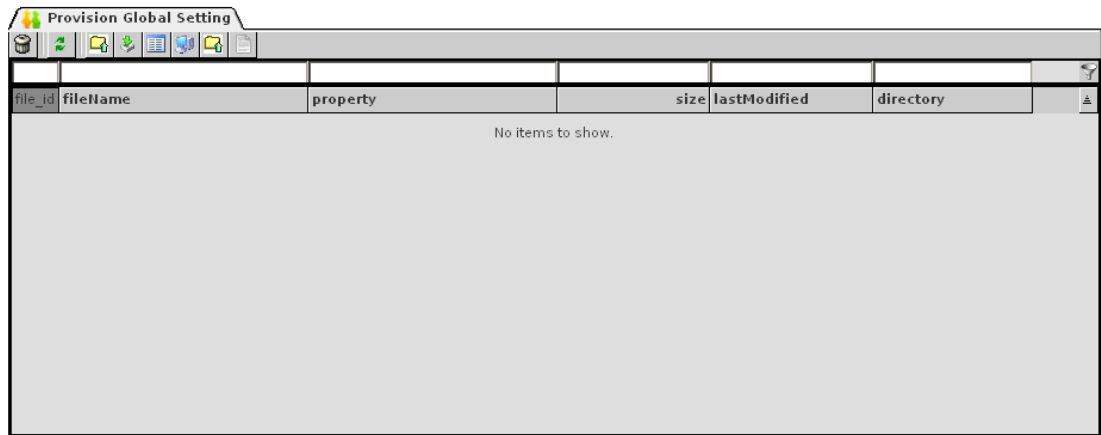 Provision Global Setting
file_id fileName property size lastModified directory
No items to show.